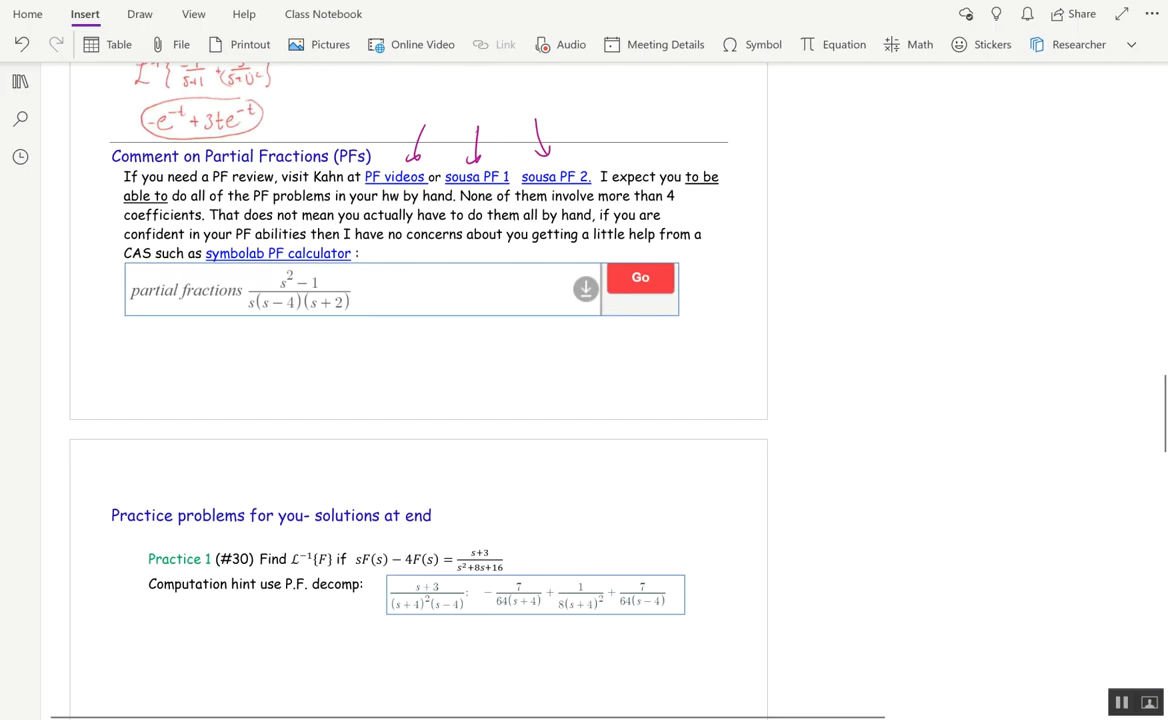 Home Insert Draw View Help Class Notebook Share
Table File Printout Pictures Online Video Link Audio Meeting Details Symbol Equation Math Stickers Researcher
-e^{-t} + 3te^{-t}
Comment on Partial Fractions (PFs)
If you need a PF review, visit Kahn at PF videos or sousa PF 1 sousa PF 2. I expect you to be
able to do all of the PF problems in your hw by hand. None of them involve more than 4
coefficients. That does not mean you actually have to do them all by hand, if you are
confident in your PF abilities then I have no concerns about you getting a little help from a
CAS such as symbolab PF calculator :
partial fractions (s² − 1)/(s(s − 4)(s + 2)) Go
Practice problems for you- solutions at end
Practice 1 (#30) Find ℒ⁻¹{F} if sF(s) − 4F(s) = (s+3)/(s²+8s+16)
Computation hint use P.F. decomp: (s + 3)/((s + 4)²(s − 4)): − 7/(64(s + 4)) + 1/(8(s + 4)²) + 7/(64(s − 4))